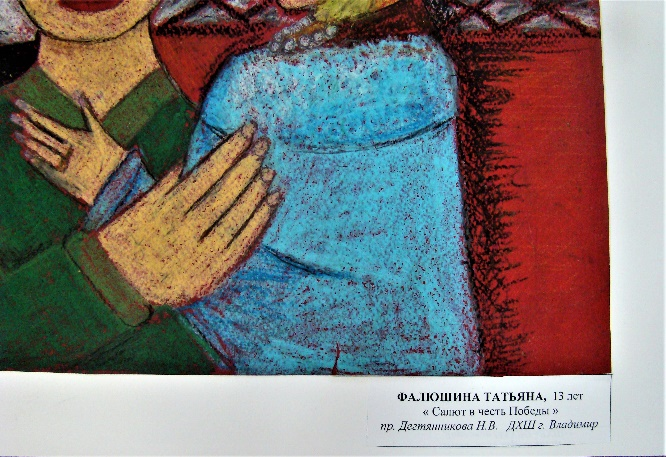 ФАЛЮШИНА ТАТЬЯНА, 13 лет
« Салют в честь Победы »
пр. Дегтянникова Н.В. ДХШ г. Владимир